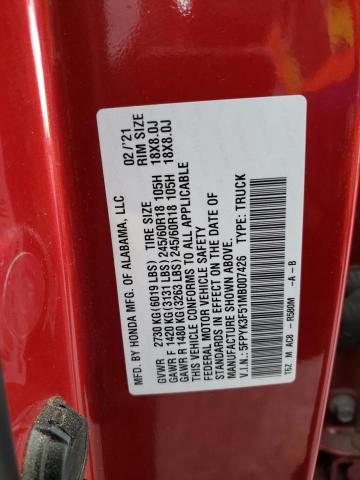 MFD. BY HONDA MFG. OF ALABAMA, LLC 02/'21
TIRE SIZE RIM SIZE
GVWR 2730 KG (6019 LBS)
GAWR F 1420 KG (3131 LBS) 245/60R18 105H 18X8.0J
GAWR R 1480 KG (3263 LBS) 245/60R18 105H 18X8.0J
THIS VEHICLE CONFORMS TO ALL APPLICABLE
FEDERAL MOTOR VEHICLE SAFETY
STANDARDS IN EFFECT ON THE DATE OF
MANUFACTURE SHOWN ABOVE.
V.I.N.: 5FPYK3F51MB007426 TYPE: TRUCK
T6Z M AC8 - R580M -A-B